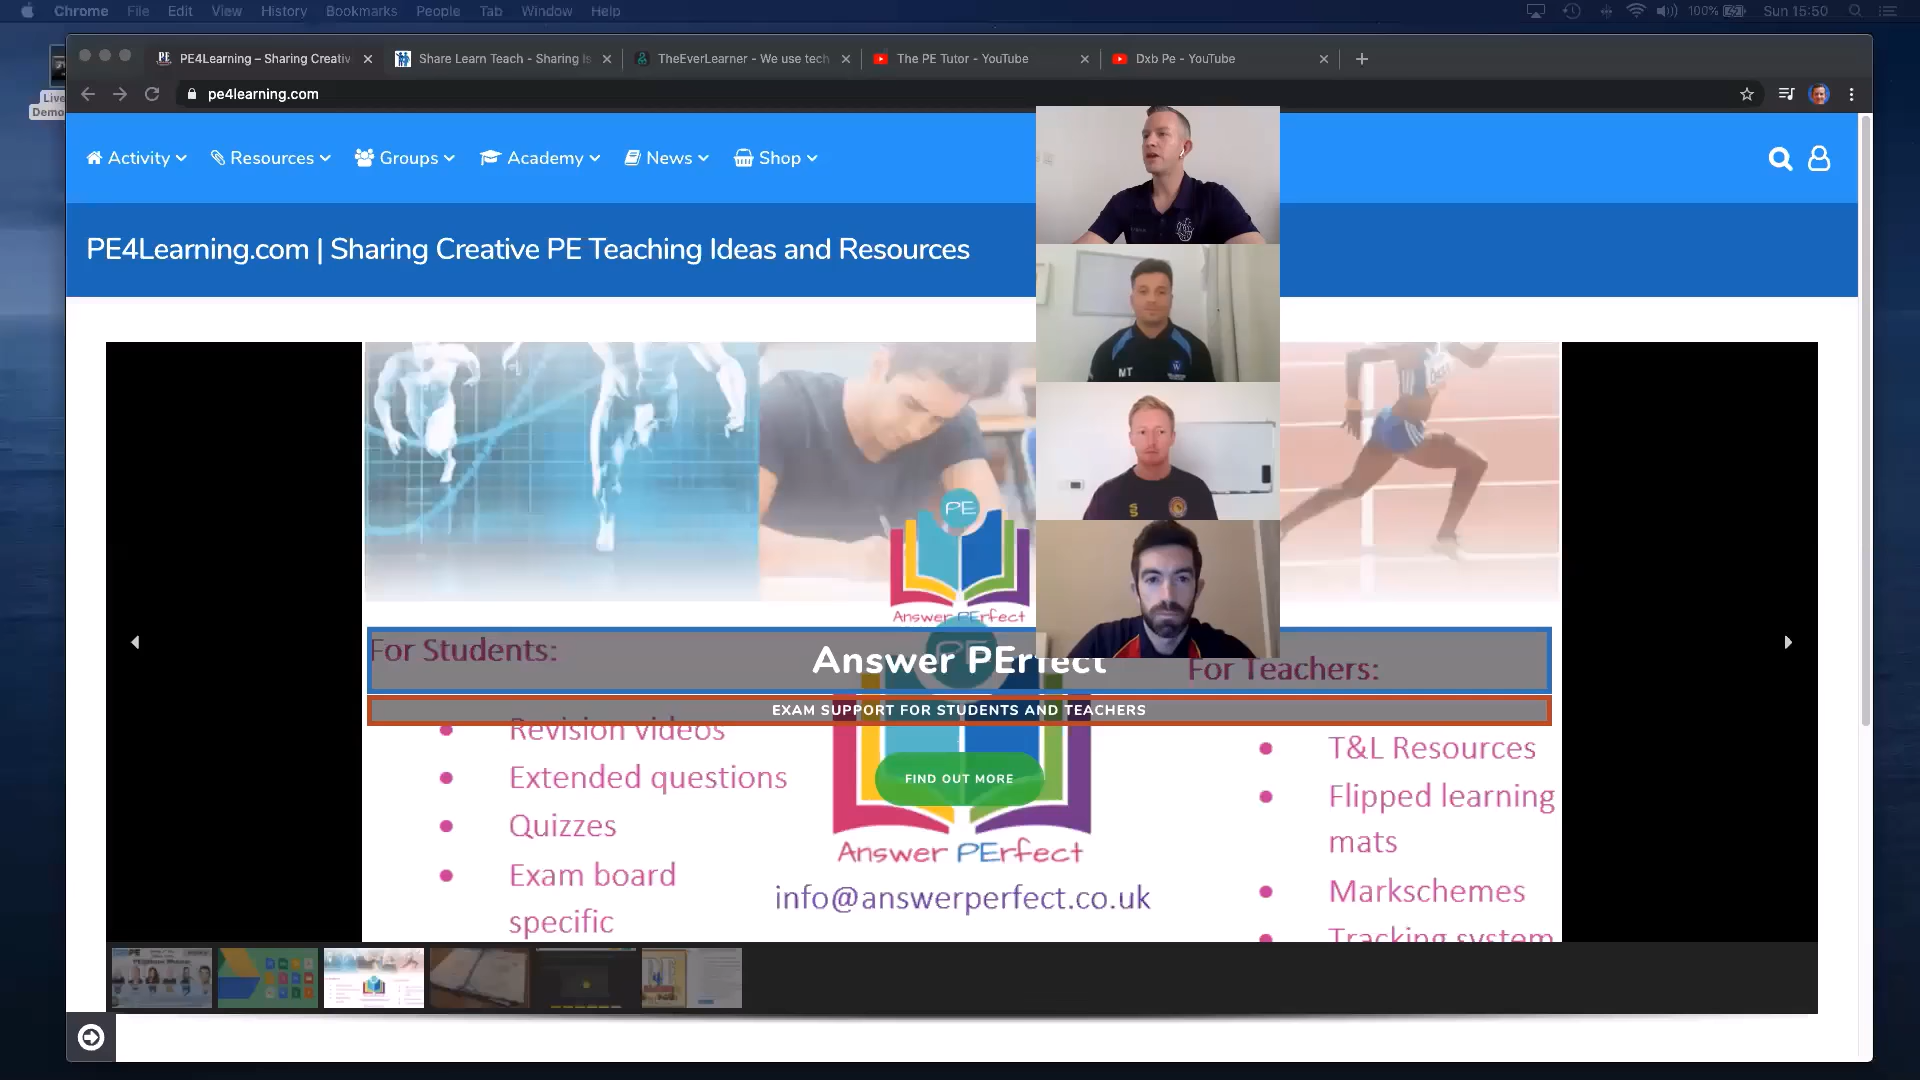 Chrome File Edit View History Bookmarks People Tab Window Help
100% Sun 15:50
Live
Demo
PE4Learning – Sharing Creativ
Share Learn Teach - Sharing Is
TheEverLearner - We use tech
The PE Tutor - YouTube
Dxb Pe - YouTube
pe4learning.com
Activity Resources Groups Academy News Shop
PE4Learning.com | Sharing Creative PE Teaching Ideas and Resources
MT
PE
Answer PErfect
For Students:
Answer PErfect
For Teachers:
EXAM SUPPORT FOR STUDENTS AND TEACHERS
Revision videos
Extended questions
Quizzes
Exam board
specific
FIND OUT MORE
Answer PErfect
info@answerperfect.co.uk
T&L Resources
Flipped learning
mats
Markschemes
Tracking system